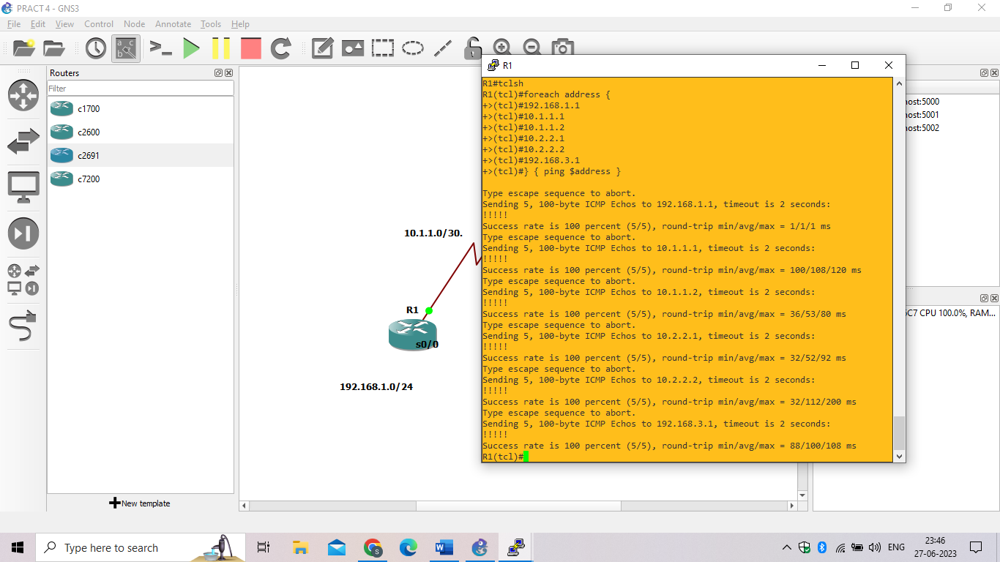 PRACT 4 - GNS3
File Edit View Control Node Annotate Tools Help
Routers
Filter
c1700
c2600
c2691
c7200
New template
10.1.1.0/30.
R1
s0/0
192.168.1.0/24
R1
R1#tclsh
R1(tcl)#foreach address {
+>(tcl)#192.168.1.1
+>(tcl)#10.1.1.1
+>(tcl)#10.1.1.2
+>(tcl)#10.2.2.1
+>(tcl)#10.2.2.2
+>(tcl)#192.168.3.1
+>(tcl)#} { ping $address }
Type escape sequence to abort.
Sending 5, 100-byte ICMP Echos to 192.168.1.1, timeout is 2 seconds:
!!!!!
Success rate is 100 percent (5/5), round-trip min/avg/max = 1/1/1 ms
Type escape sequence to abort.
Sending 5, 100-byte ICMP Echos to 10.1.1.1, timeout is 2 seconds:
!!!!!
Success rate is 100 percent (5/5), round-trip min/avg/max = 100/108/120 ms
Type escape sequence to abort.
Sending 5, 100-byte ICMP Echos to 10.1.1.2, timeout is 2 seconds:
!!!!!
Success rate is 100 percent (5/5), round-trip min/avg/max = 36/53/80 ms
Type escape sequence to abort.
Sending 5, 100-byte ICMP Echos to 10.2.2.1, timeout is 2 seconds:
!!!!!
Success rate is 100 percent (5/5), round-trip min/avg/max = 32/52/92 ms
Type escape sequence to abort.
Sending 5, 100-byte ICMP Echos to 10.2.2.2, timeout is 2 seconds:
!!!!!
Success rate is 100 percent (5/5), round-trip min/avg/max = 32/112/200 ms
Type escape sequence to abort.
Sending 5, 100-byte ICMP Echos to 192.168.3.1, timeout is 2 seconds:
!!!!!
Success rate is 100 percent (5/5), round-trip min/avg/max = 88/100/108 ms
R1(tcl)#
ost:5000
ost:5001
ost:5002
C7 CPU 100.0%, RAM...
Type here to search
ENG
23:46
27-06-2023